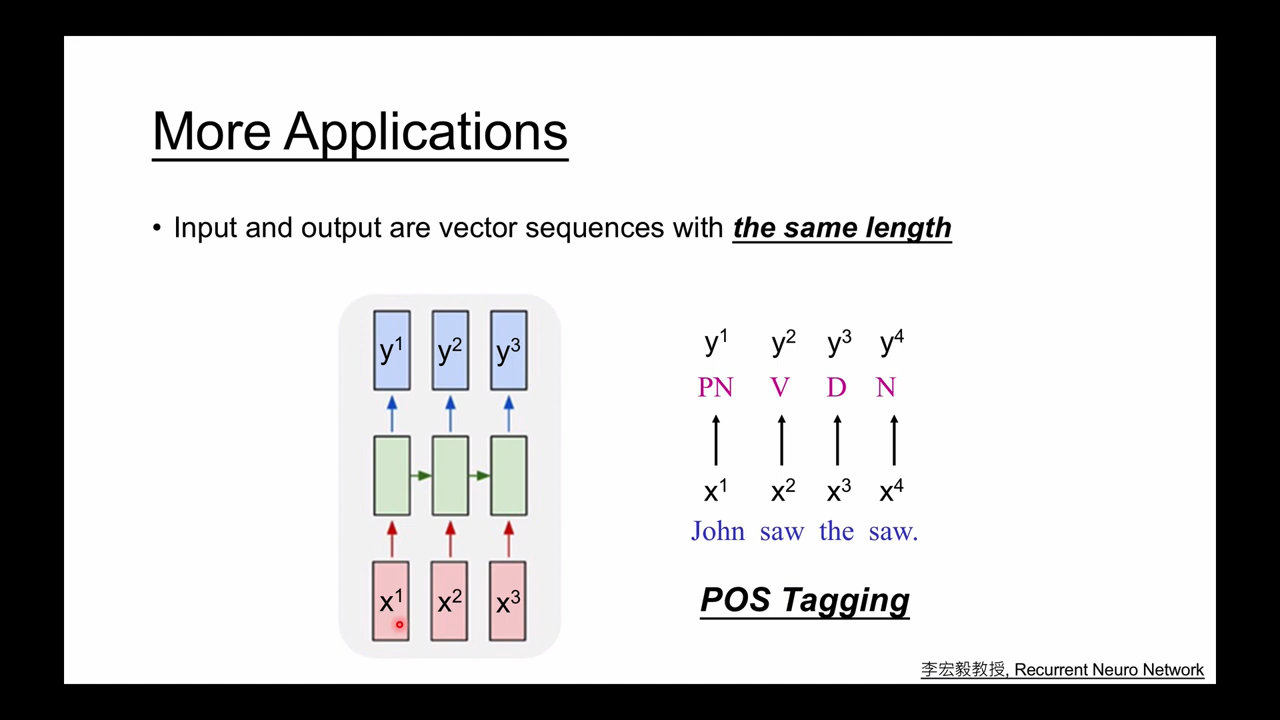 More Applications
• Input and output are vector sequences with the same length
y¹ y² y³
x¹ x² x³
y¹ y² y³ y⁴
PN V D N
x¹ x² x³ x⁴
John saw the saw.
POS Tagging
李宏毅教授, Recurrent Neuro Network